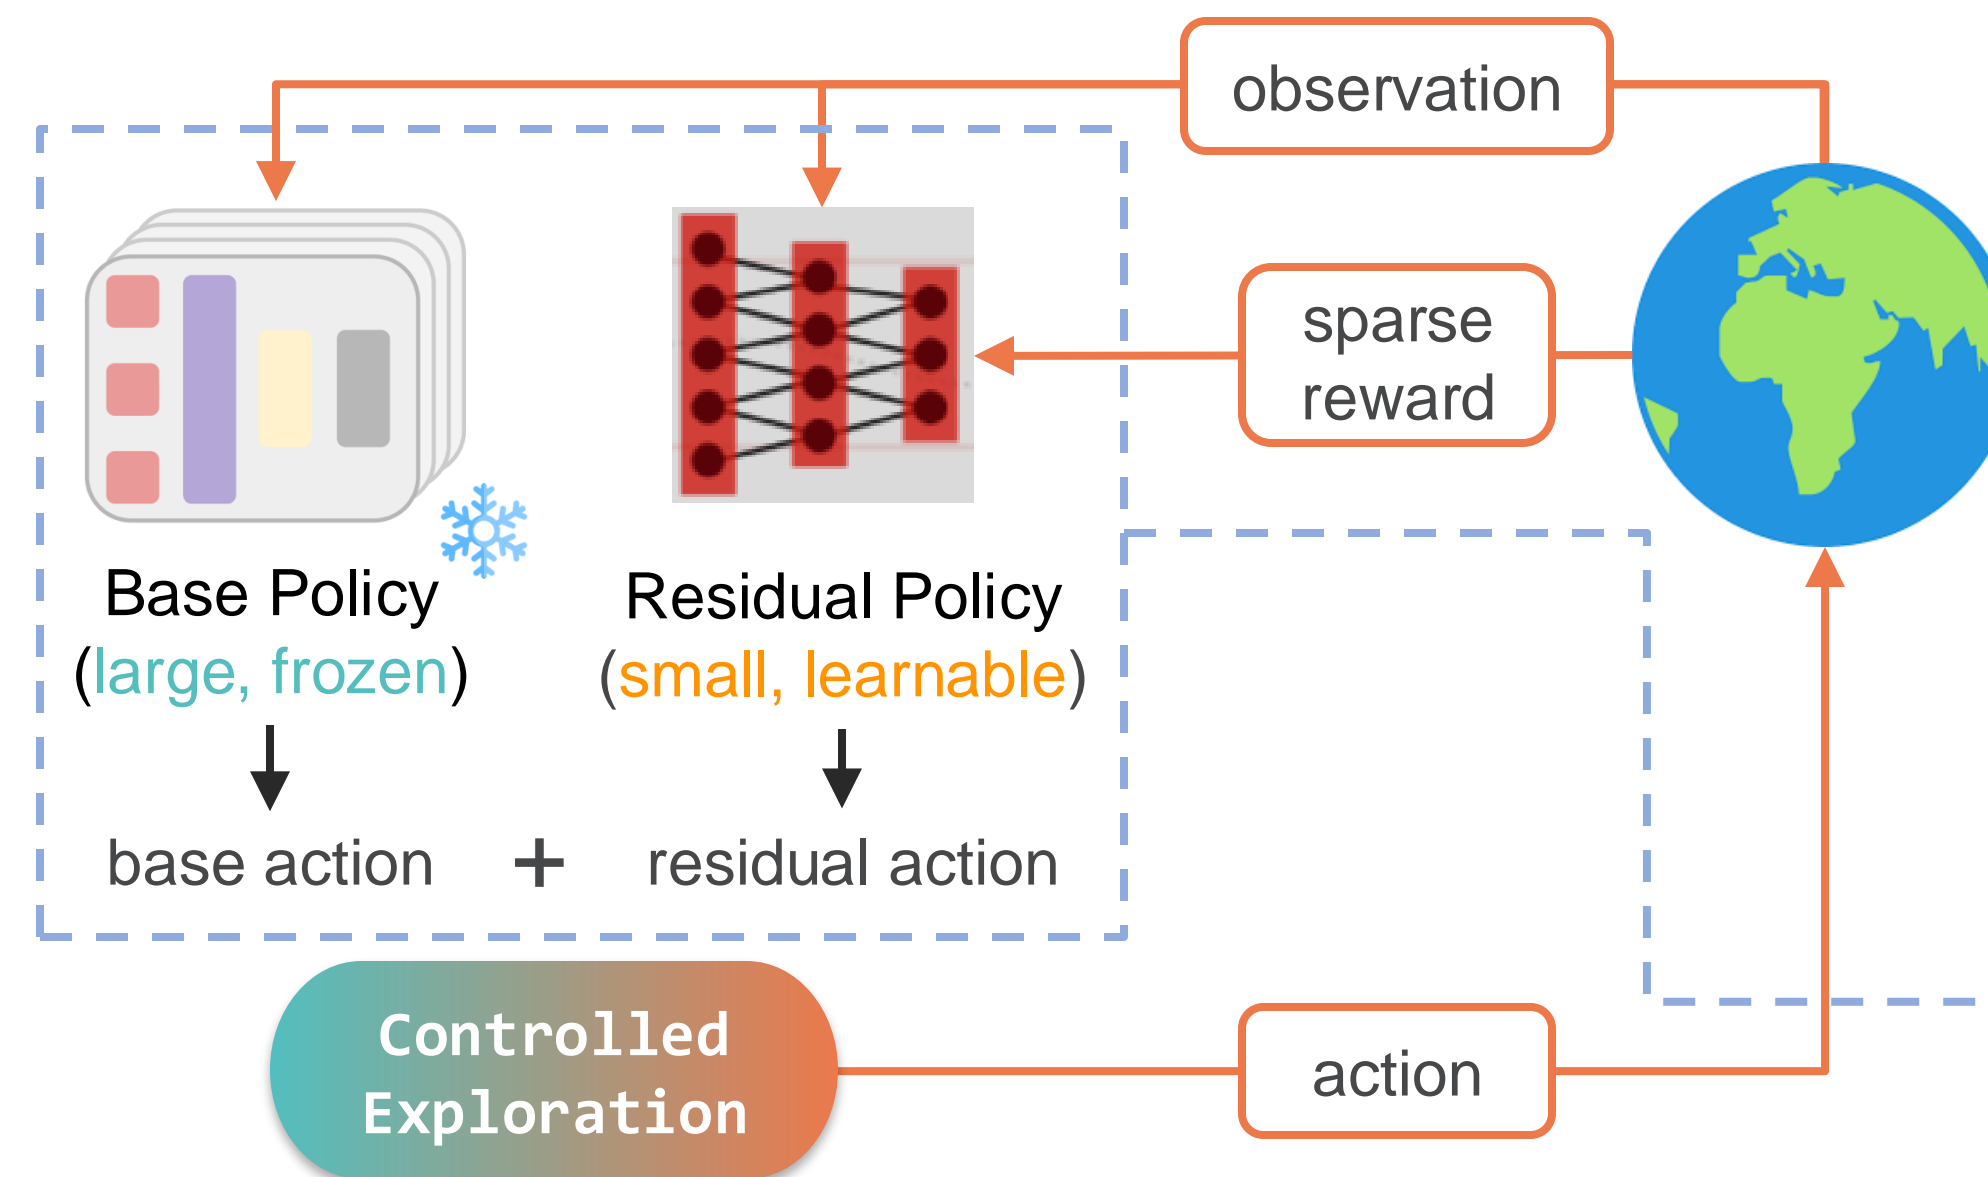 observation
sparse
reward
Base Policy
(large, frozen)
Residual Policy
(small, learnable)
base action + residual action
Controlled
Exploration
action